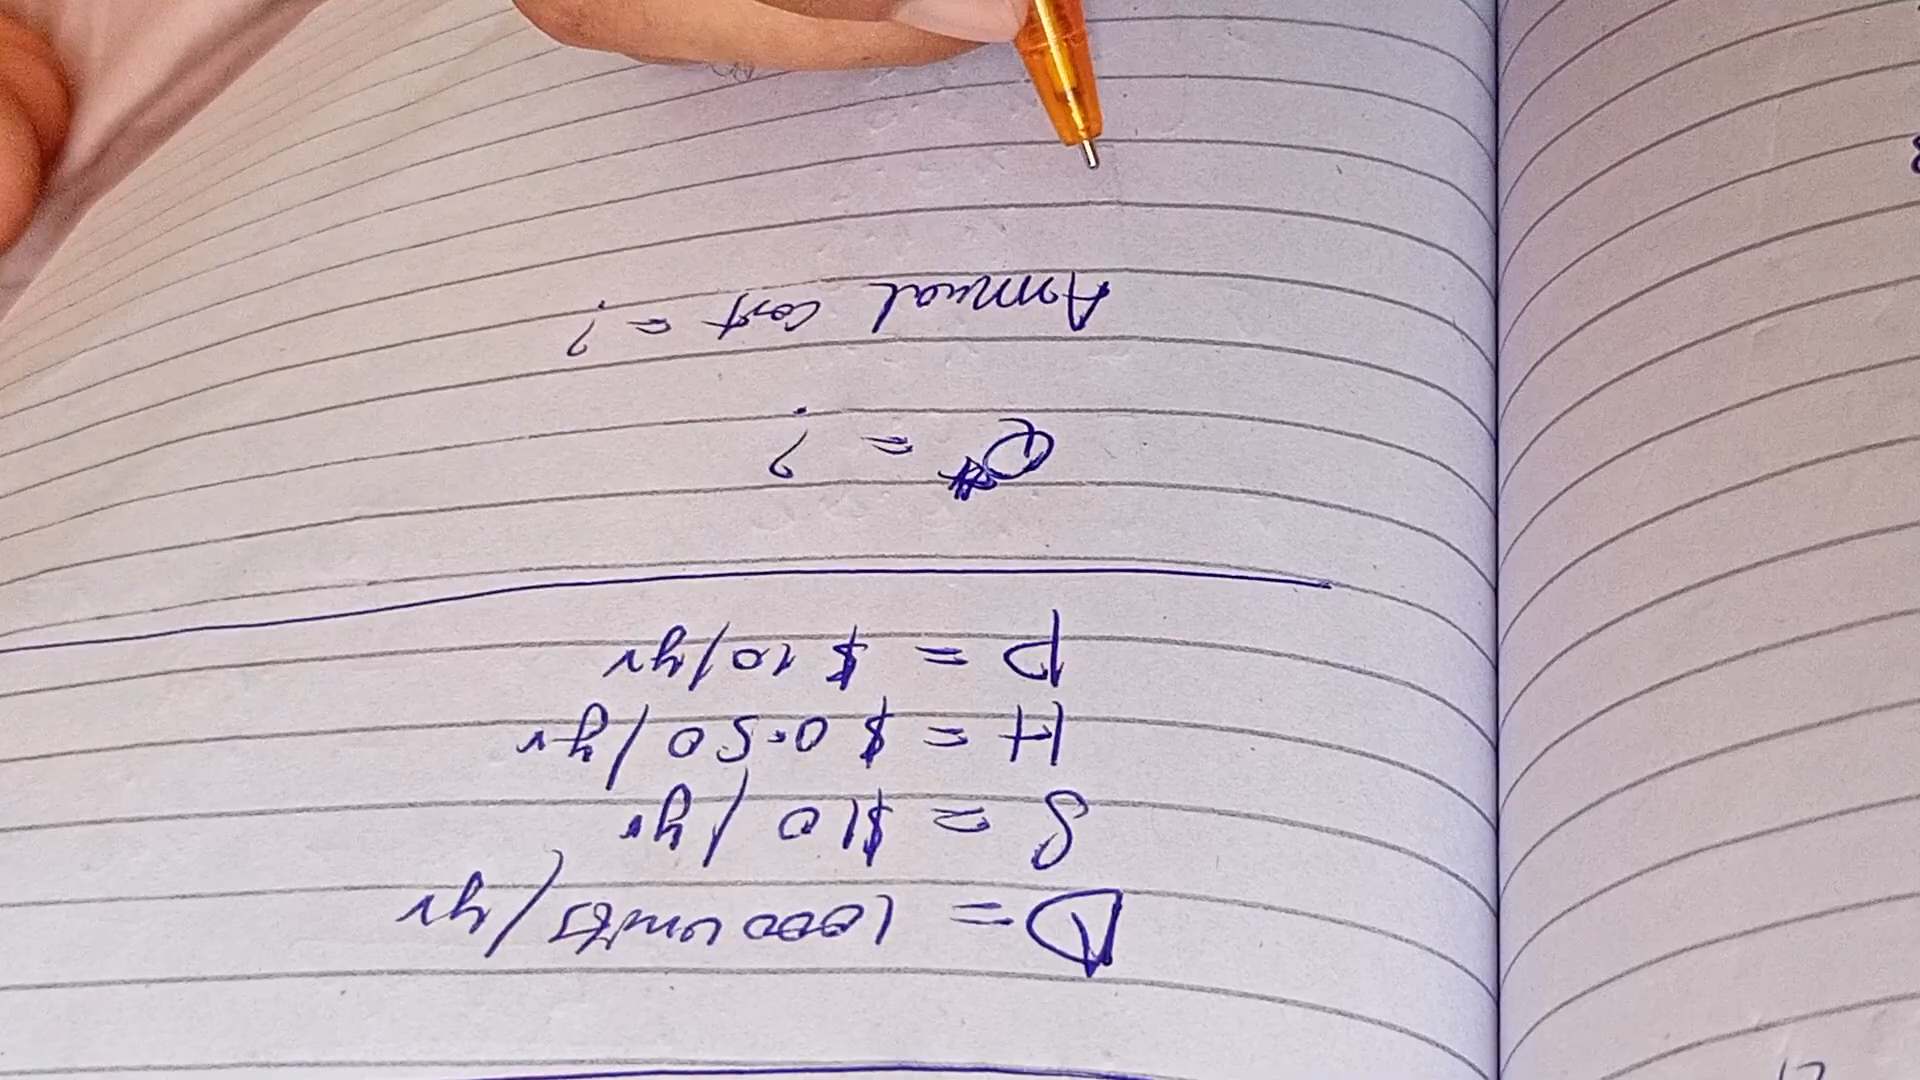 D = 1000 units/yr
S = $10/yr
H = $0.50/yr
P = $10/yr
Q* = ?
Annual cost = ?